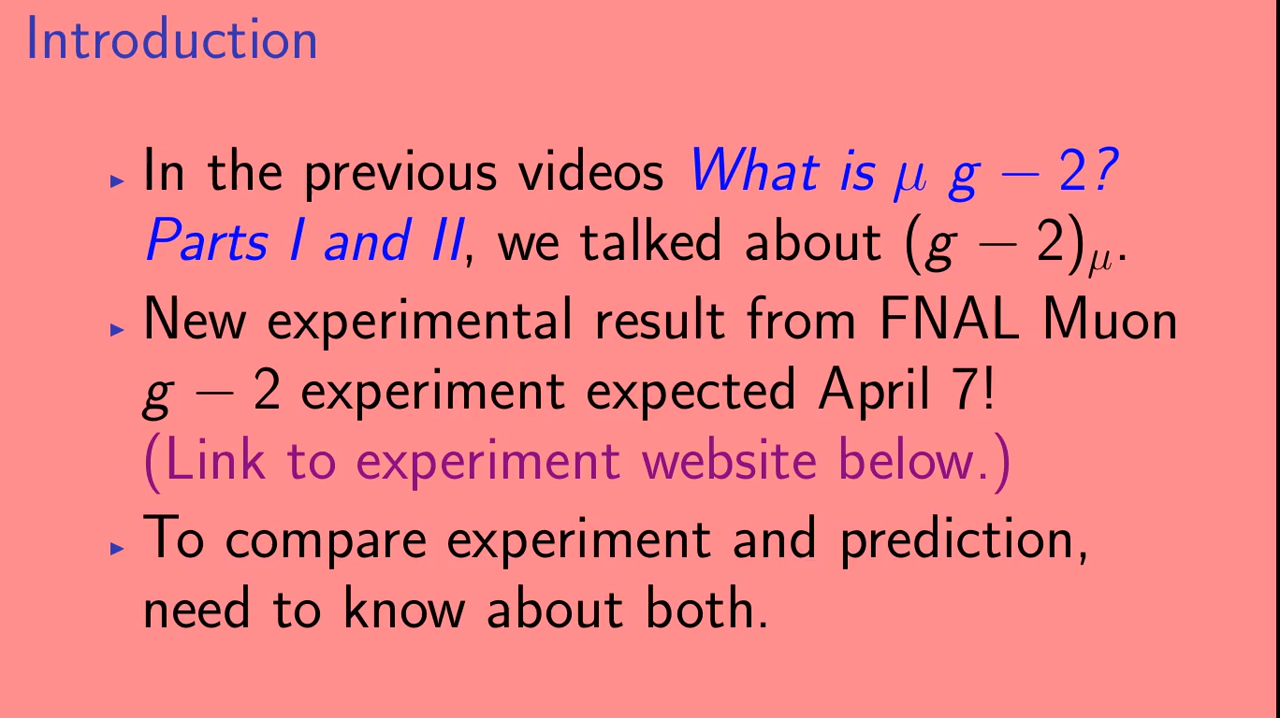 Introduction
▸ In the previous videos What is μ g − 2?
Parts I and II, we talked about (g − 2)μ.
▸ New experimental result from FNAL Muon
g − 2 experiment expected April 7!
(Link to experiment website below.)
▸ To compare experiment and prediction,
need to know about both.